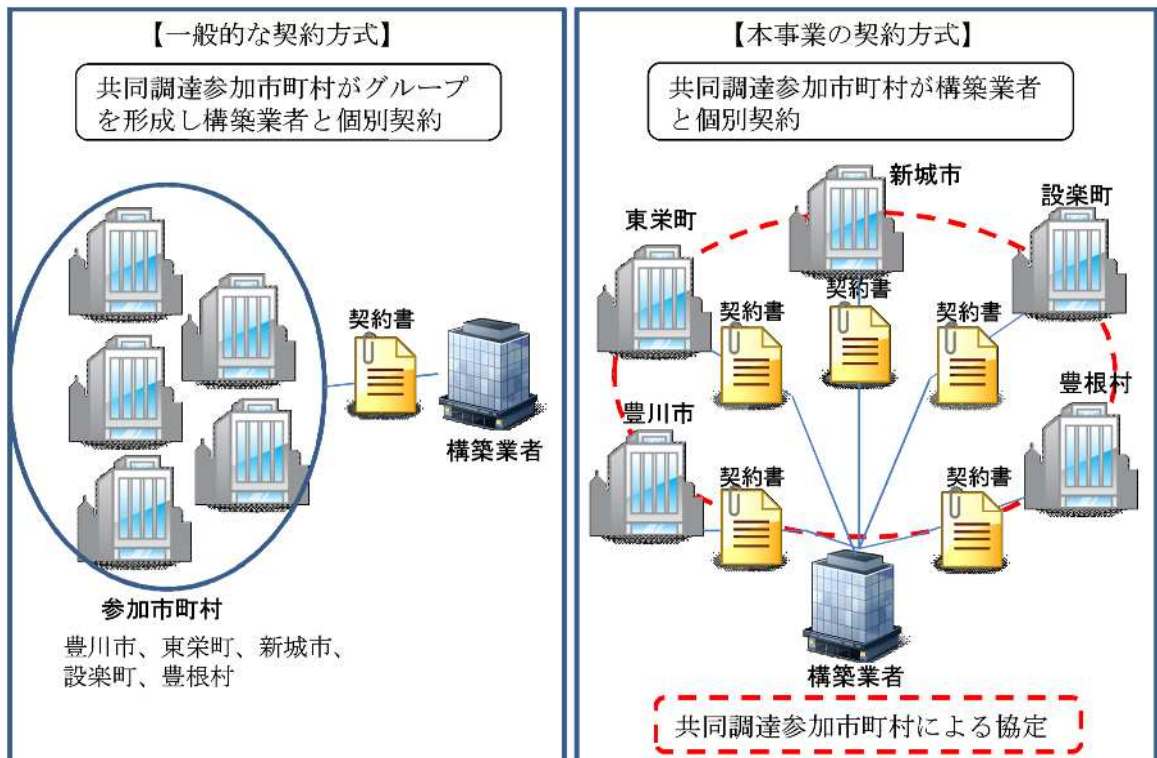 【一般的な契約方式】
共同調達参加市町村がグループ
を形成し構築業者と個別契約
契約書
構築業者
参加市町村
豊川市、東栄町、新城市、
設楽町、豊根村
【本事業の契約方式】
共同調達参加市町村が構築業者
と個別契約
新城市
設楽町
東栄町
契約書
契約書
契約書
豊根村
豊川市
契約書
契約書
構築業者
共同調達参加市町村による協定